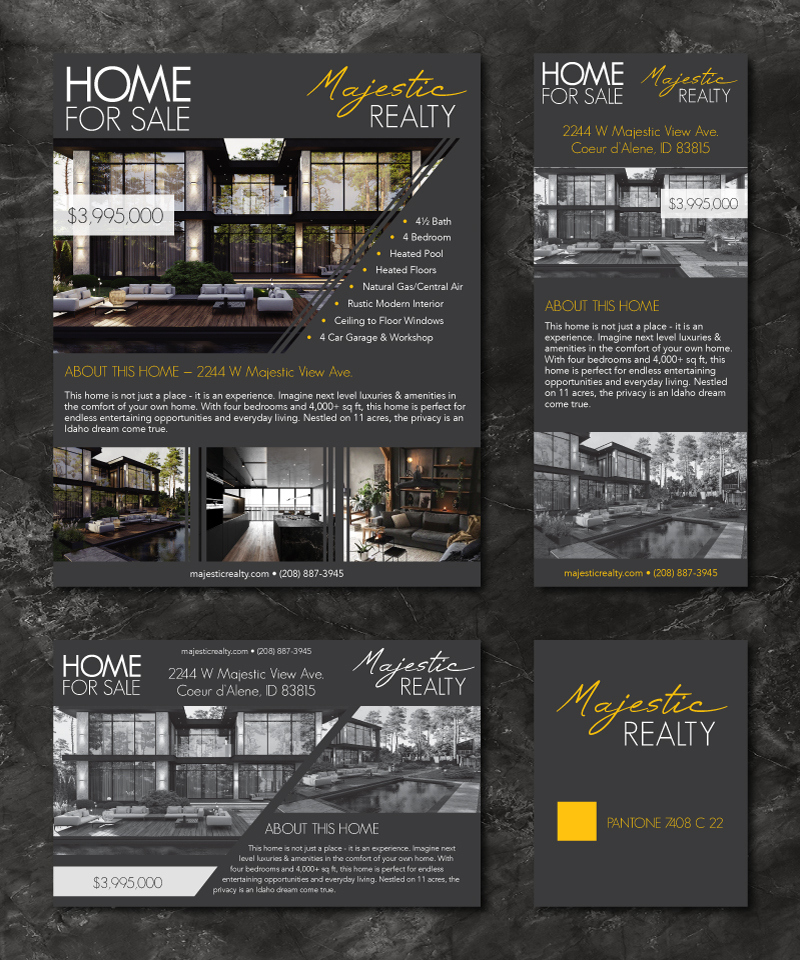 HOME
FOR SALE
Majestic
REALTY
$3,995,000
• 4½ Bath
• 4 Bedroom
• Heated Pool
• Heated Floors
• Natural Gas/Central Air
• Rustic Modern Interior
• Ceiling to Floor Windows
• 4 Car Garage & Workshop
ABOUT THIS HOME – 2244 W Majestic View Ave.
This home is not just a place - it is an experience. Imagine next level luxuries & amenities in
the comfort of your own home. With four bedrooms and 4,000+ sq ft, this home is perfect for
endless entertaining opportunities and everyday living. Nestled on 11 acres, the privacy is an
Idaho dream come true.
majesticrealty.com • (208) 887-3945
HOME
FOR SALE
Majestic
REALTY
2244 W Majestic View Ave.
Coeur d'Alene, ID 83815
$3,995,000
ABOUT THIS HOME
This home is not just a place - it is an
experience. Imagine next level luxuries &
amenities in the comfort of your own home.
With four bedrooms and 4,000+ sq ft, this
home is perfect for endless entertaining
opportunities and everyday living. Nestled
on 11 acres, the privacy is an Idaho dream
come true.
majesticrealty.com • (208) 887-3945
HOME
FOR SALE
majesticrealty.com • (208) 887-3945
2244 W Majestic View Ave.
Coeur d'Alene, ID 83815
Majestic
REALTY
ABOUT THIS HOME
This home is not just a place - it is an experience. Imagine next
level luxuries & amenities in the comfort of your own home. With
four bedrooms and 4,000+ sq ft, this home is perfect for endless
entertaining opportunities and everyday living. Nestled on 11 acres, the
privacy is an Idaho dream come true.
$3,995,000
Majestic
REALTY
PANTONE 7408 C 22